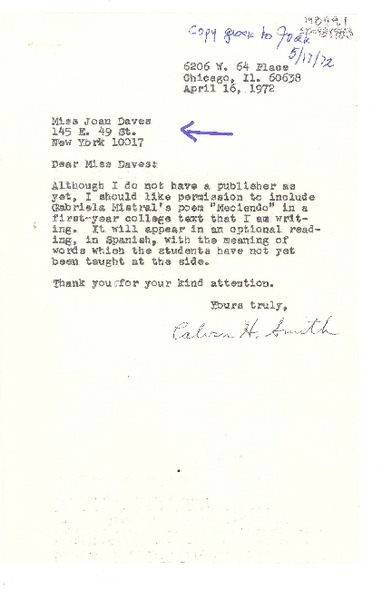 Copy given to Jack
5/17/72
6206 W. 64 Place
Chicago, Il. 60638
April 16, 1972
Miss Joan Daves
145 E. 49 St.
New York 10017
Dear Miss Daves:
Although I do not have a publisher as
yet, I should like permission to include
Gabriela Mistral's poem "Meciendo" in a
first-year college text that I am writ-
ing. It will appear in an optional read-
ing, in Spanish, with the meaning of
words which the students have not yet
been taught at the side.
Thank you for your kind attention.
Yours truly,
Calvin H. Smith